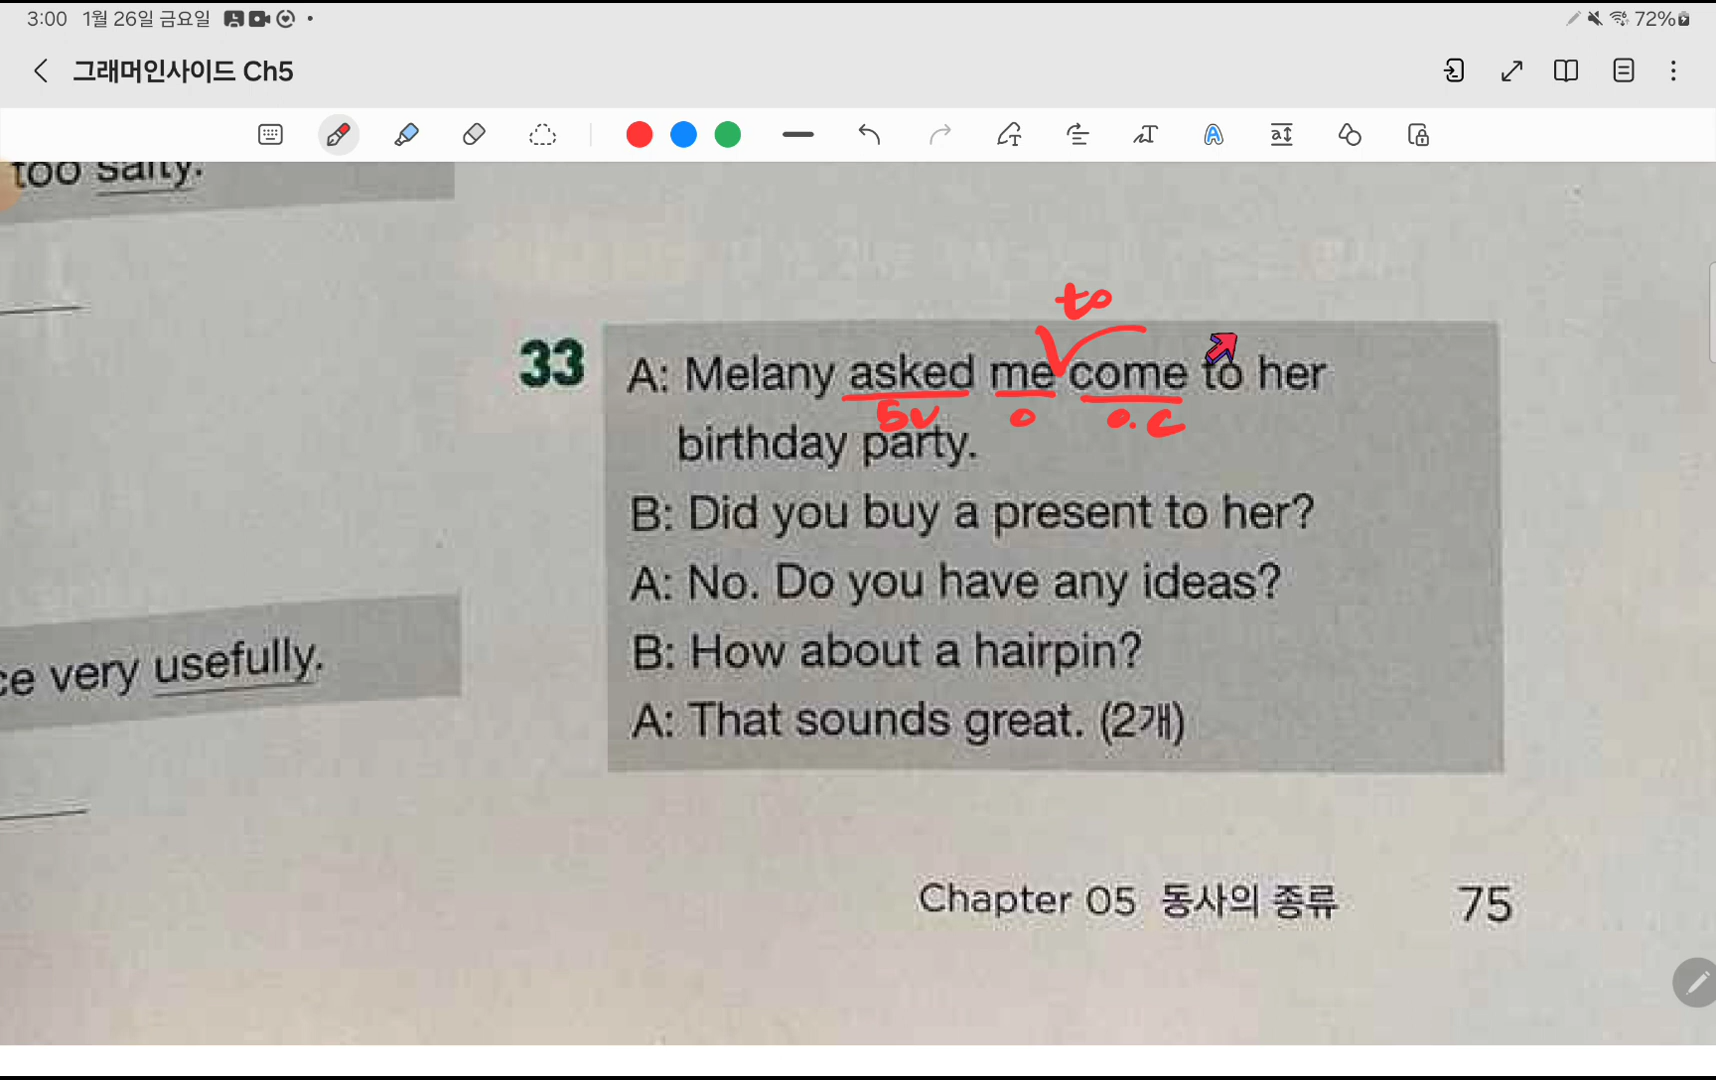 3:00 1월 26일 금요일
72%
그래머인사이드 Ch5
too salty.
to
33 A: Melany asked me come to her
5v o o.c
birthday party.
B: Did you buy a present to her?
A: No. Do you have any ideas?
B: How about a hairpin?
ce very usefully.
A: That sounds great. (2개)
Chapter 05 동사의 종류 75